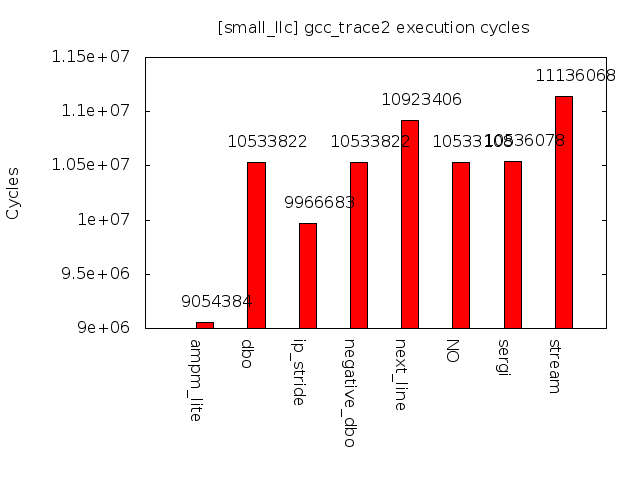 [small_llc] gcc_trace2 execution cycles
1.15e+07
1.1e+07
1.05e+07
1e+07
9.5e+06
9e+06
Cycles
9054384
10533822
9966683
10533822
10923406
10536078
11136068
ampm_lite
dbo
ip_stride
negative_dbo
next_line
NO
sergi
stream